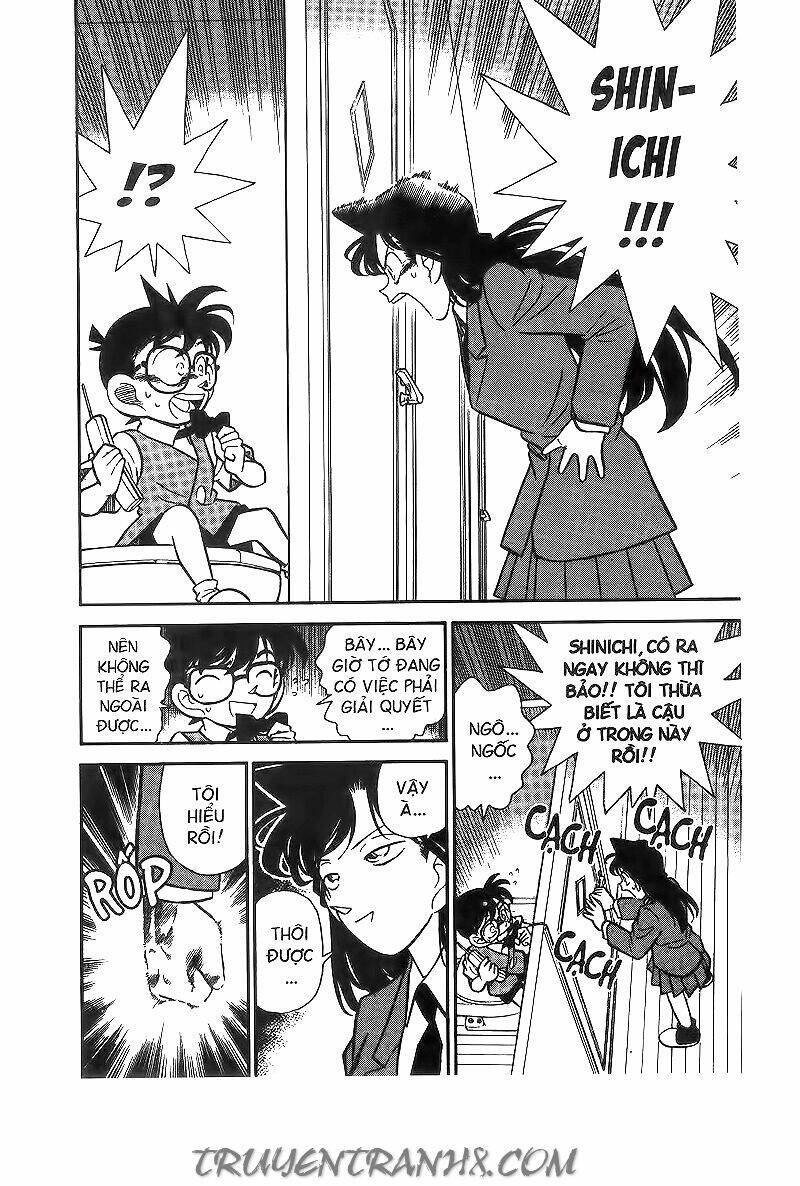 SHIN-
ICHI
!!!
!?
SHINICHI, CÓ RA
NGAY KHÔNG THÌ
BẢO!! TÔI THỪA
BIẾT LÀ CẬU
Ở TRONG NÀY
RỒI!!
NGÔ...
NGỐC
...
CẠCH
CẠCH
CẠCH
BÂY... BÂY
GIỜ TỚ ĐANG
CÓ VIỆC PHẢI
GIẢI QUYẾT
...
NÊN
KHÔNG
THỂ RA
NGOÀI
ĐƯỢC...
VẬY
À...
THÔI
ĐƯỢC
...
TÔI
HIỂU
RỒI!
RỐP
TRUYENTRANH8.COM